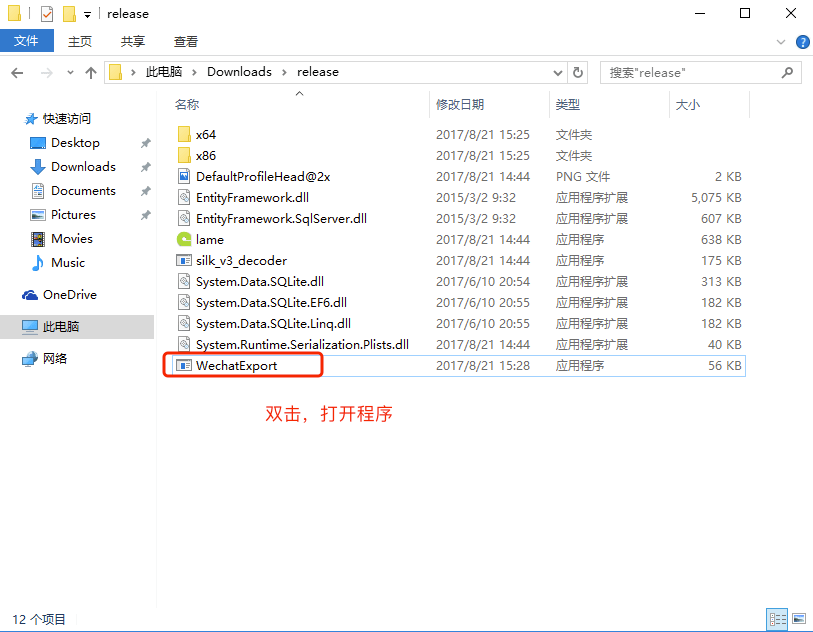 release
文件 主页 共享 查看
此电脑 Downloads release 搜索"release"
名称 修改日期 类型 大小
快速访问
Desktop
Downloads
Documents
Pictures
Movies
Music
OneDrive
此电脑
网络
x64 2017/8/21 15:25 文件夹
x86 2017/8/21 15:25 文件夹
DefaultProfileHead@2x 2017/8/21 14:44 PNG 文件 2 KB
EntityFramework.dll 2015/3/2 9:32 应用程序扩展 5,075 KB
EntityFramework.SqlServer.dll 2015/3/2 9:32 应用程序扩展 607 KB
lame 2017/8/21 14:44 应用程序 638 KB
silk_v3_decoder 2017/8/21 14:44 应用程序 175 KB
System.Data.SQLite.dll 2017/6/10 20:54 应用程序扩展 313 KB
System.Data.SQLite.EF6.dll 2017/6/10 20:55 应用程序扩展 182 KB
System.Data.SQLite.Linq.dll 2017/6/10 20:55 应用程序扩展 182 KB
System.Runtime.Serialization.Plists.dll 2017/8/21 14:44 应用程序扩展 40 KB
WechatExport 2017/8/21 15:28 应用程序 56 KB
双击，打开程序
12 个项目